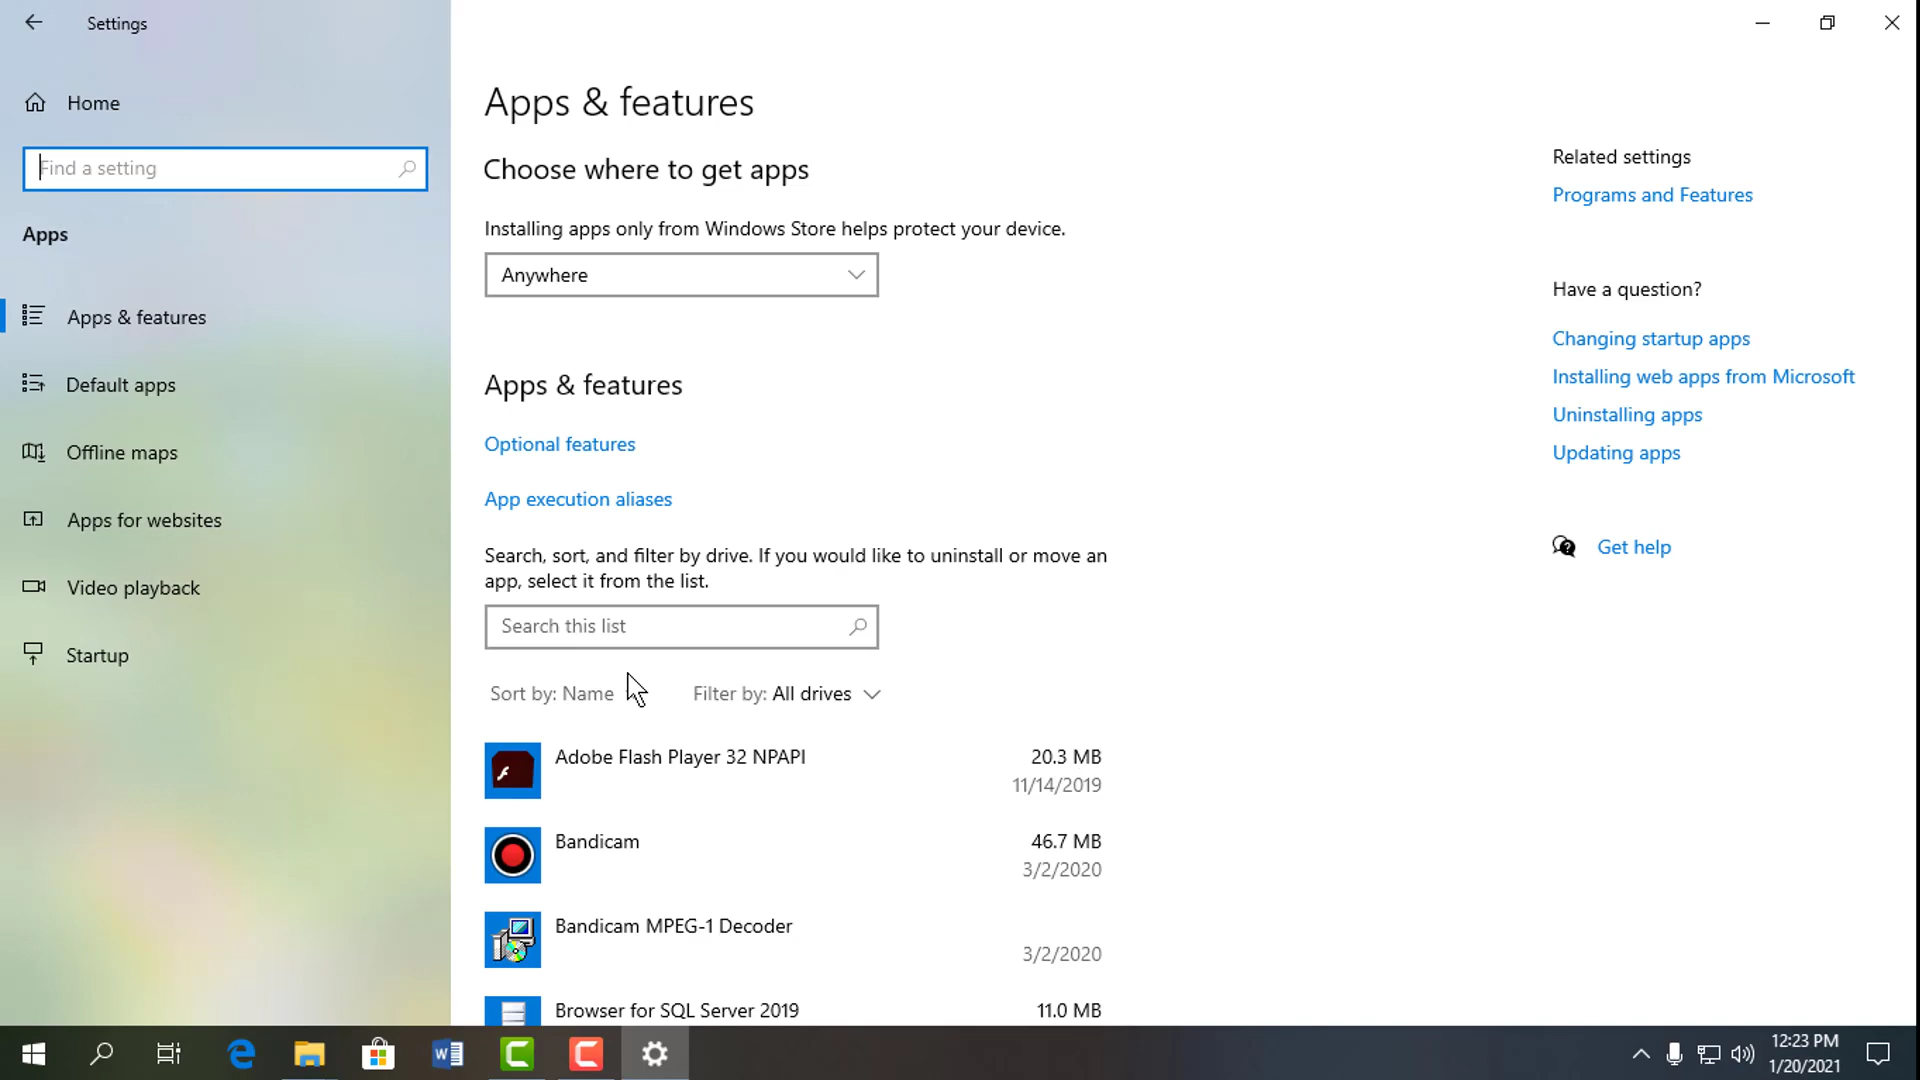 Settings
Home
Find a setting
Apps
Apps & features
Default apps
Offline maps
Apps for websites
Video playback
Startup
Apps & features
Choose where to get apps
Installing apps only from Windows Store helps protect your device.
Anywhere
Apps & features
Optional features
App execution aliases
Search, sort, and filter by drive. If you would like to uninstall or move an
app, select it from the list.
Search this list
Sort by: Name
Filter by: All drives
Adobe Flash Player 32 NPAPI
20.3 MB
11/14/2019
Bandicam
46.7 MB
3/2/2020
Bandicam MPEG-1 Decoder
3/2/2020
Browser for SQL Server 2019
11.0 MB
Related settings
Programs and Features
Have a question?
Changing startup apps
Installing web apps from Microsoft
Uninstalling apps
Updating apps
Get help
12:23 PM
1/20/2021